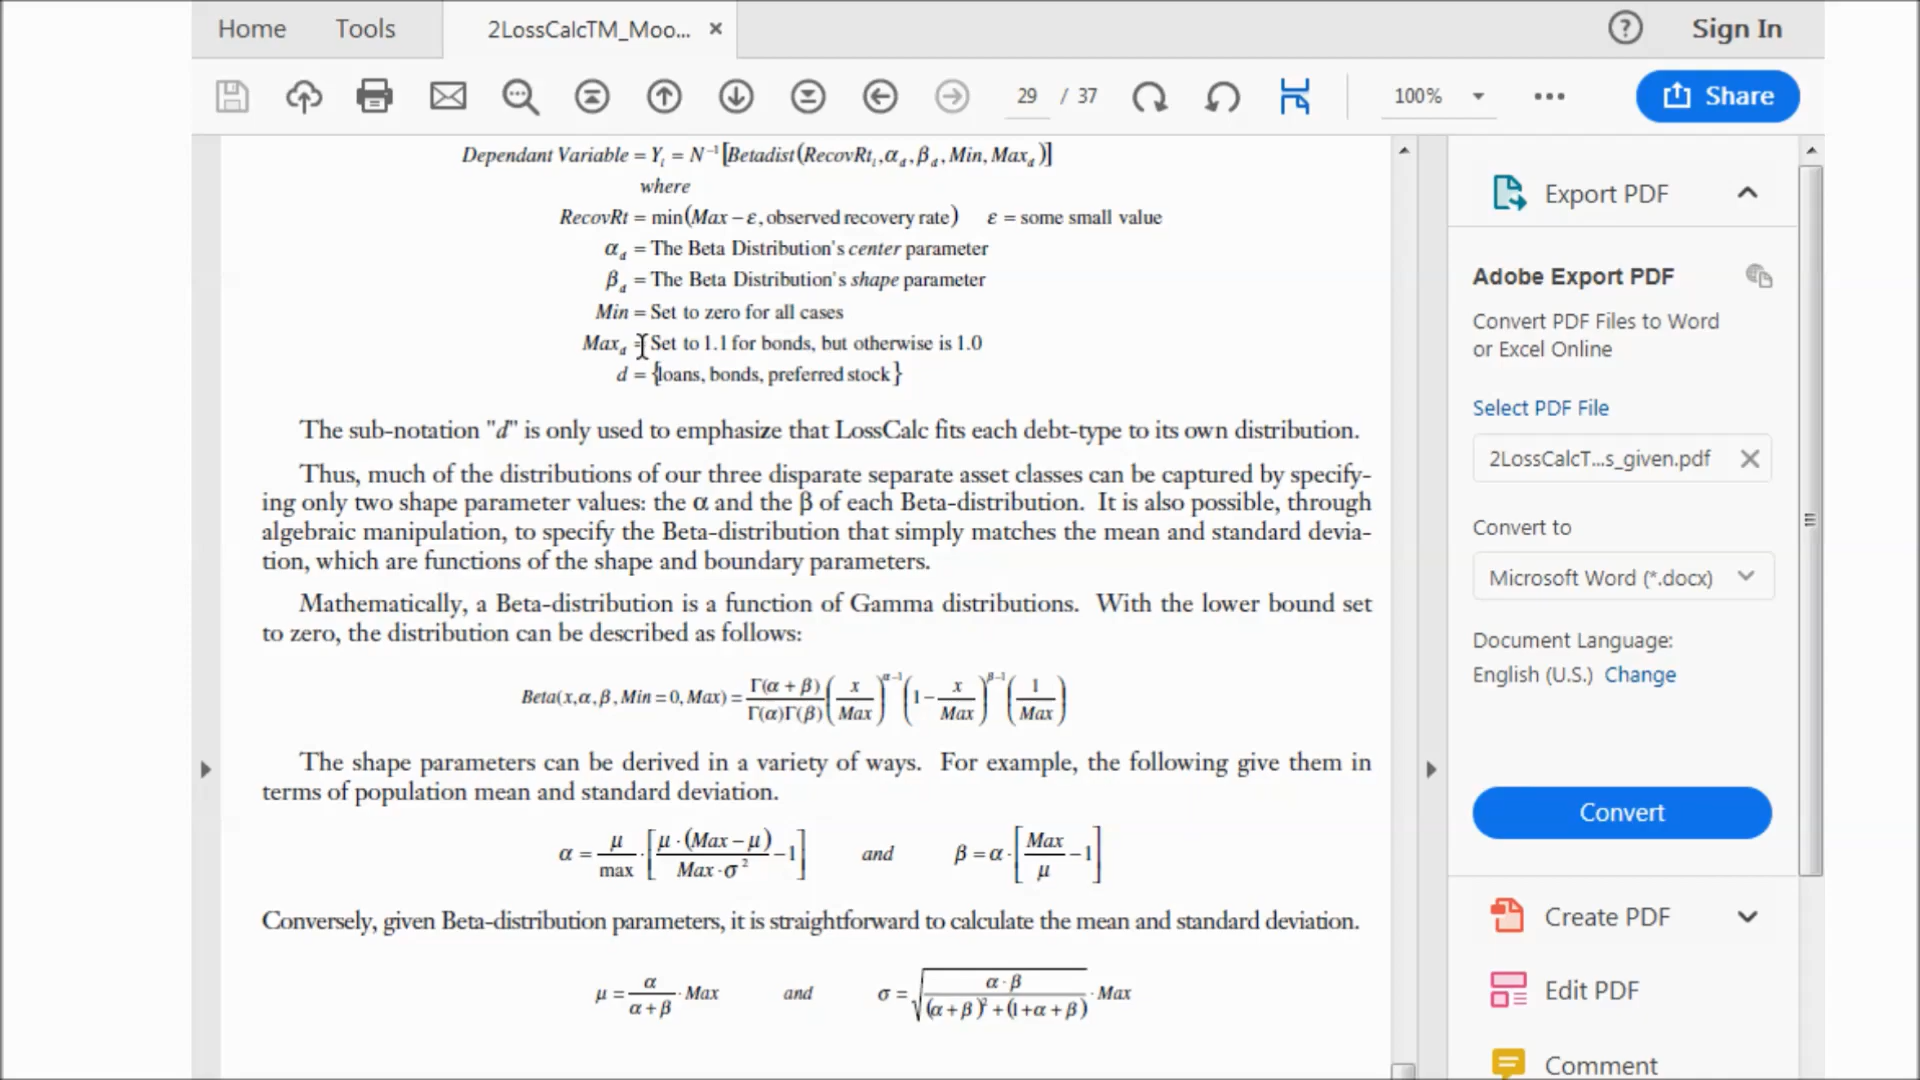 Home Tools 2LossCalcTM_Moo... × ? Sign In
29 / 37 100% ••• Share
Dependant Variable = Yᵢ = N⁻¹[Betadist(RecovRtᵢ,α_d,β_d,Min,Max_d)]
where
RecovRt = min(Max − ε, observed recovery rate) ε = some small value
α_d = The Beta Distribution's center parameter
β_d = The Beta Distribution's shape parameter
Min = Set to zero for all cases
Max_d = Set to 1.1 for bonds, but otherwise is 1.0
d = {loans, bonds, preferred stock}
The sub-notation "d" is only used to emphasize that LossCalc fits each debt-type to its own distribution.
Thus, much of the distributions of our three disparate separate asset classes can be captured by specify-
ing only two shape parameter values: the α and the β of each Beta-distribution. It is also possible, through
algebraic manipulation, to specify the Beta-distribution that simply matches the mean and standard devia-
tion, which are functions of the shape and boundary parameters.
Mathematically, a Beta-distribution is a function of Gamma distributions. With the lower bound set
to zero, the distribution can be described as follows:
Beta(x,α,β,Min = 0,Max) = Γ(α + β)/Γ(α)Γ(β) (x/Max)^α−1 (1 − x/Max)^β−1 (1/Max)
The shape parameters can be derived in a variety of ways. For example, the following give them in
terms of population mean and standard deviation.
α = μ/max · [μ · (Max − μ)/Max · σ² − 1] and β = α · [Max/μ − 1]
Conversely, given Beta-distribution parameters, it is straightforward to calculate the mean and standard deviation.
μ = α/(α + β) · Max and σ = √(α · β/(α + β)² + (1 + α + β)) · Max
Export PDF
Adobe Export PDF
Convert PDF Files to Word
or Excel Online
Select PDF File
2LossCalcT...s_given.pdf ×
Convert to
Microsoft Word (*.docx)
Document Language:
English (U.S.) Change
Convert
Create PDF
Edit PDF
Comment